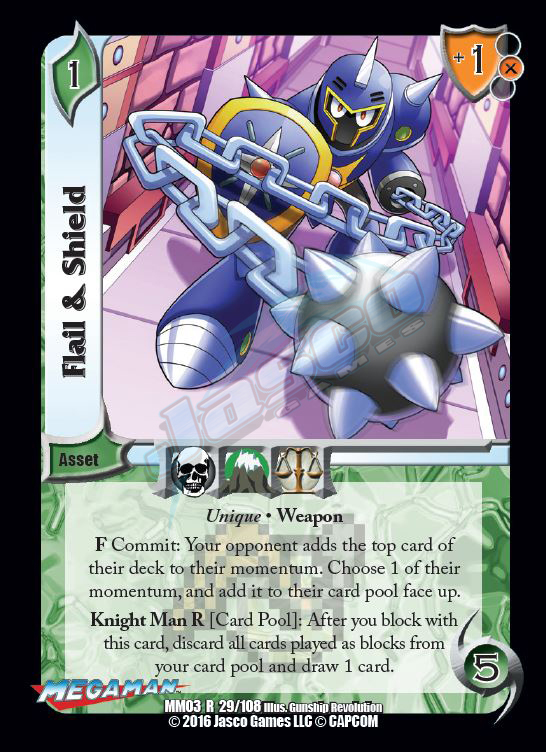 1
+1
Flail & Shield
Jasco
GAMES
Asset
Unique • Weapon
F Commit: Your opponent adds the top card of
their deck to their momentum. Choose 1 of their
momentum, and add it to their card pool face up.
Knight Man R [Card Pool]: After you block with
this card, discard all cards played as blocks from
your card pool and draw 1 card.
5
MEGAMAN™
MM03 R 29/108 Illus. Gunship Revolution
© 2016 Jasco Games LLC © CAPCOM